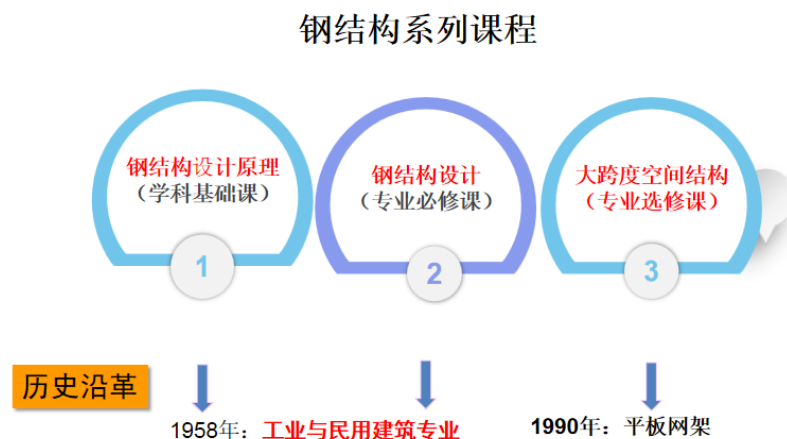 钢结构系列课程
钢结构设计原理
（学科基础课）
1
钢结构设计
（专业必修课）
2
大跨度空间结构
（专业选修课）
3
历史沿革
1958年：工业与民用建筑专业
1990年：平板网架